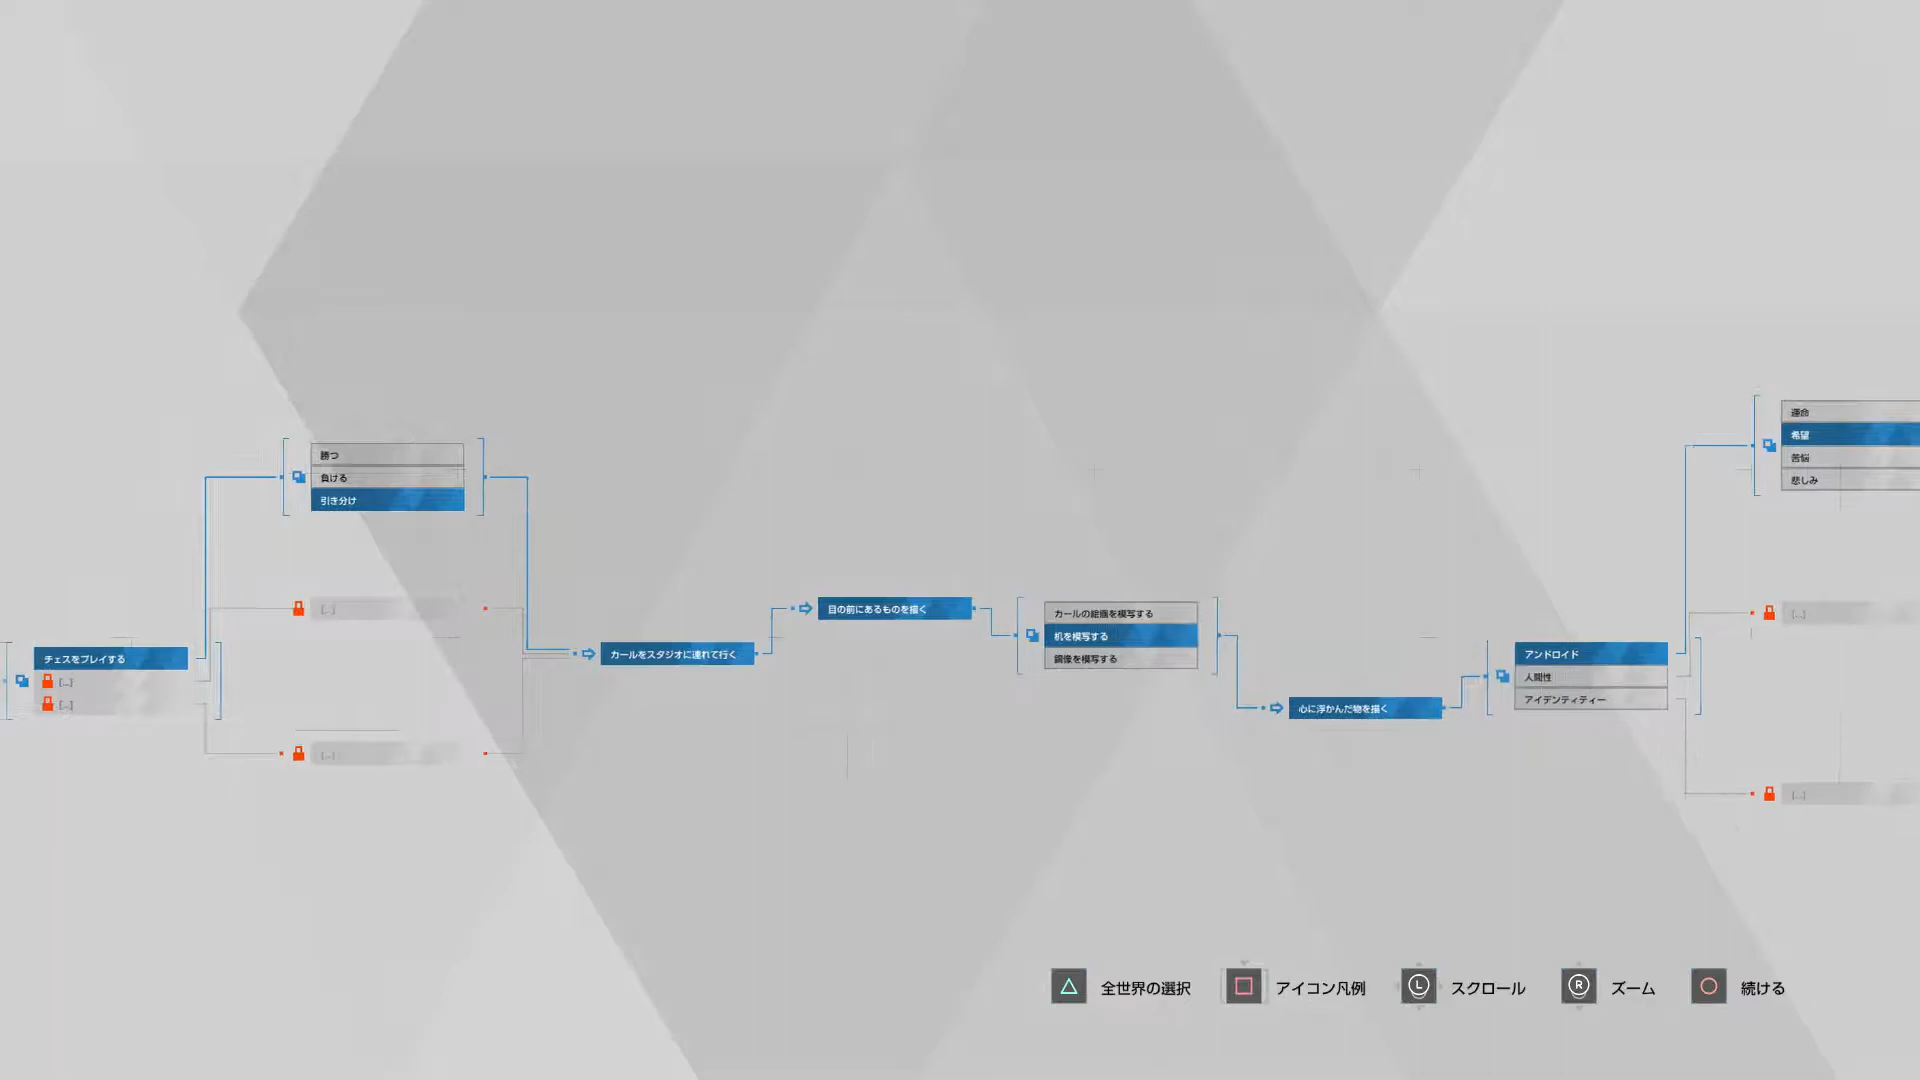 チェスをプレイする
[...]
[...]
勝つ
負ける
引き分け
[...]
[...]
カールをスタジオに連れて行く
目の前にあるものを描く
カールの絵画を模写する
机を模写する
銅像を模写する
心に浮かんだ物を描く
アンドロイド
人間性
アイデンティティー
運命
希望
苦悩
悲しみ
[...]
[...]
全世界の選択
アイコン凡例
L
スクロール
R
ズーム
続ける